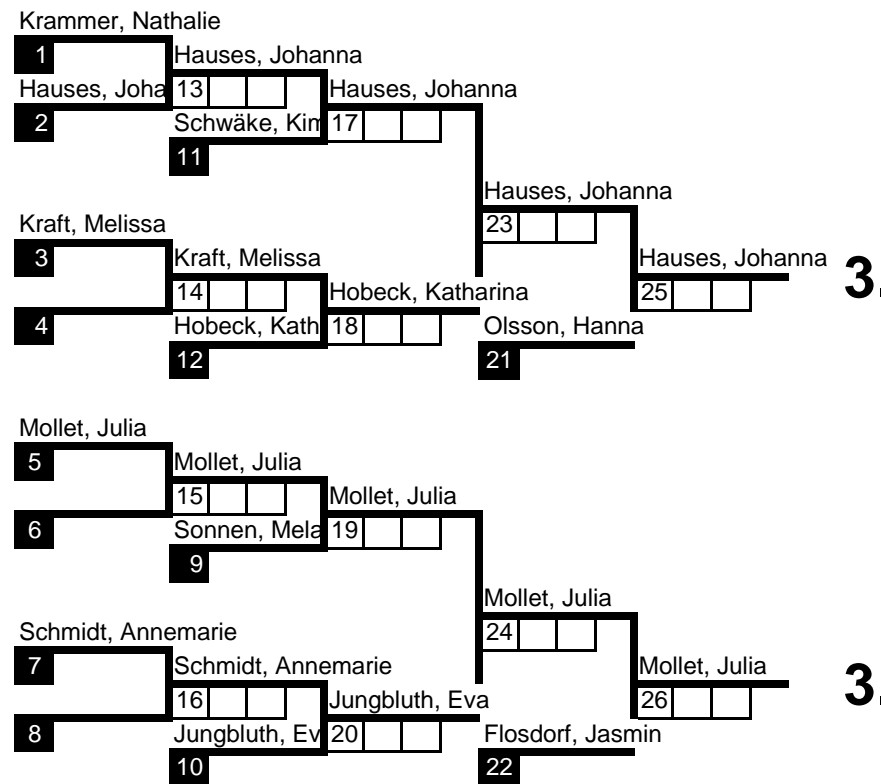 Krammer, Nathalie
1
Hauses, Johanna
Hauses, Joha 13 Hauses, Johanna
2
Schwäke, Kim 17
11
Hauses, Johanna
23
Kraft, Melissa
3
Kraft, Melissa
Hauses, Johanna 3.
14
25
Hobeck, Katharina
4
Hobeck, Kath 18
Olsson, Hanna
12
21
Mollet, Julia
5
Mollet, Julia
15 Mollet, Julia
6
Sonnen, Mela 19
9
Mollet, Julia
24
Schmidt, Annemarie
7
Schmidt, Annemarie
Mollet, Julia 3.
16 Jungbluth, Eva
26
8
Jungbluth, Ev 20
Flosdorf, Jasmin
10
22